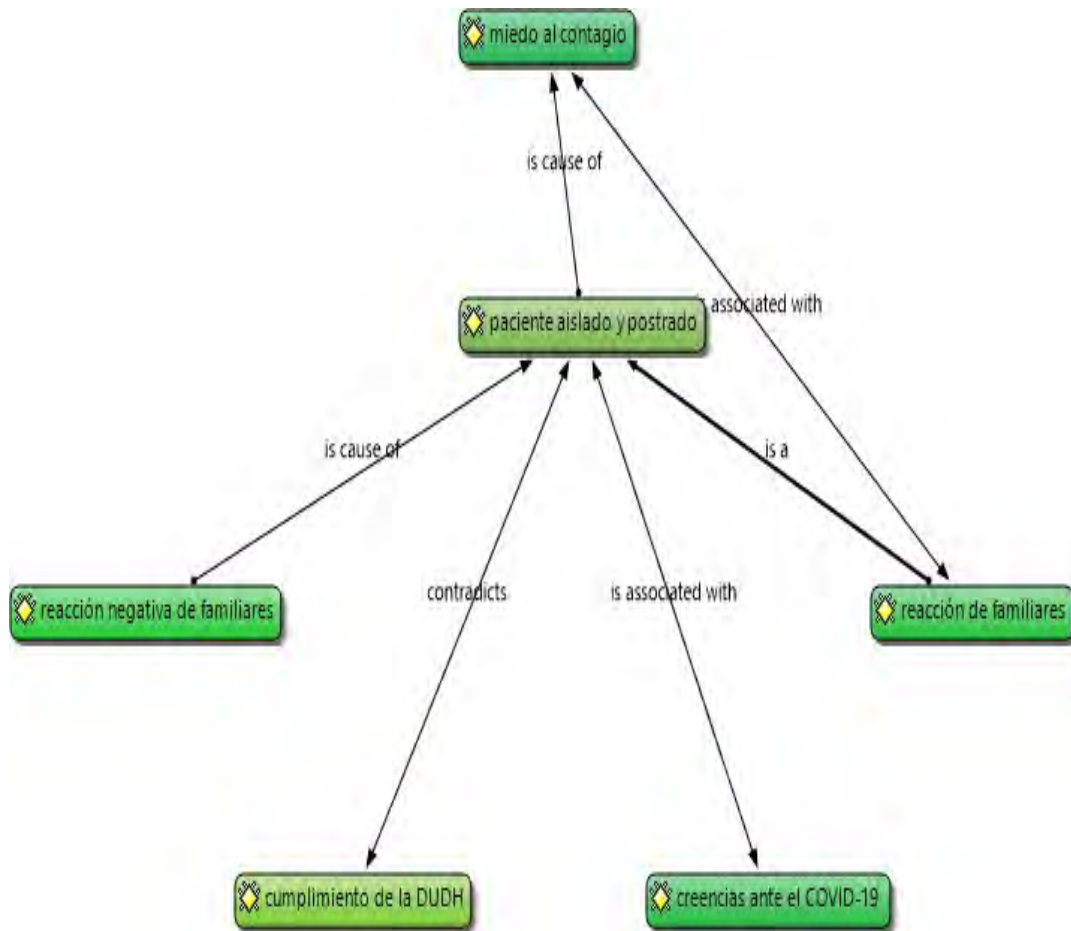 miedo al contagio
is cause of
is associated with
paciente aislado y postrado
is cause of
is a
contradicts
is associated with
reacción negativa de familiares
reacción de familiares
cumplimiento de la DUDH
creencias ante el COVID-19